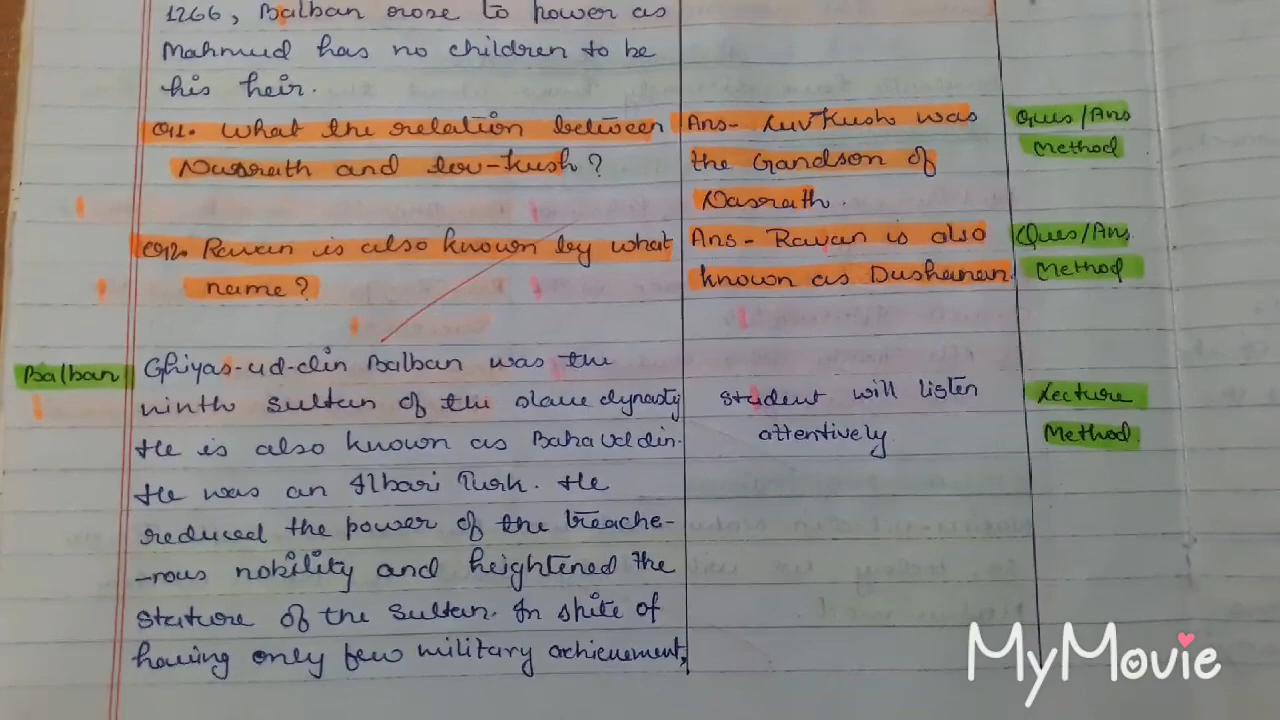 1266, Balban rose to power as
Mahmud has no children to be
his heir.
Q1. What the relation between
Dasrath and luv-kush?
Ans- Luv Kush was
the Gandson of
Dasrath.
Ques/Ans
Method
Q2. Rawan is also known by what
name?
Ans- Rawan is also
known as Dushanan.
Ques/Ans.
Method
Balban
Ghiyas-ud-din Balban was the
ninth Sultan of the slave dynasty
He is also known as Baha Uddin.
He was an Ilbari Turk. He
reduced the power of the treache-
-rous nobility and heightened the
stature of the Sultan. In spite of
having only few military achievement,
Student will listen
attentively
Lecture
Method.
MyMovie